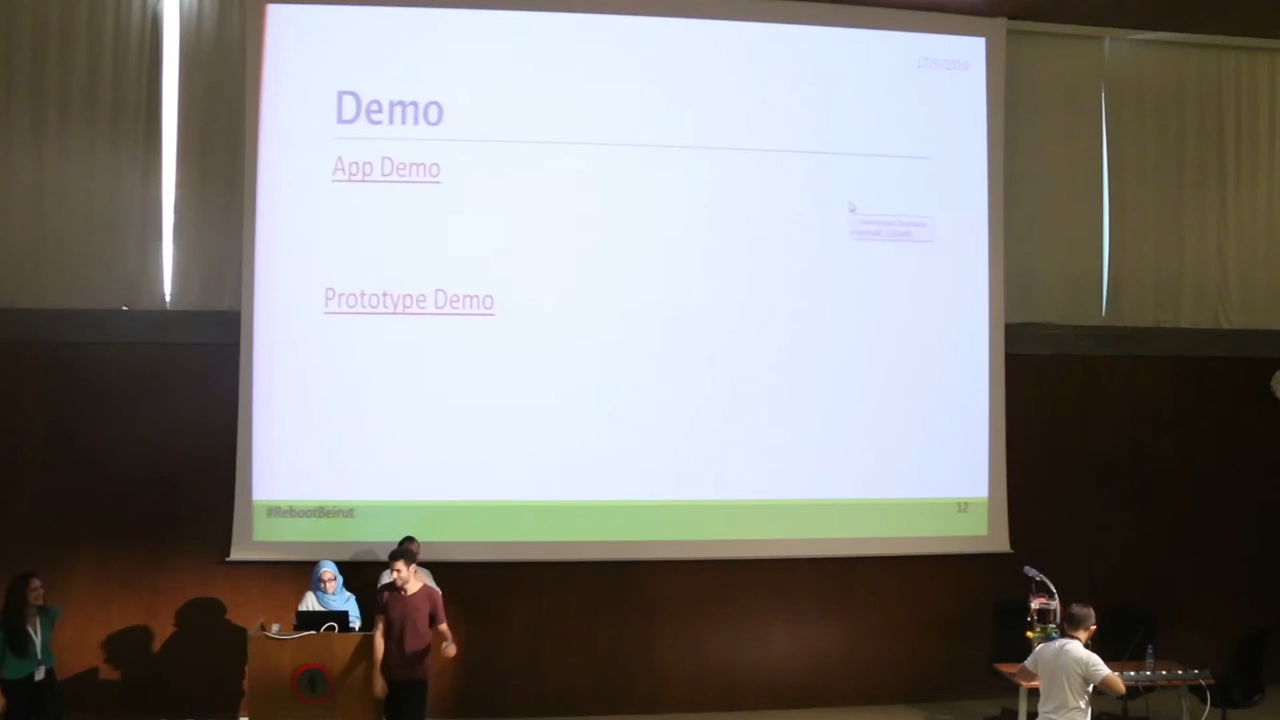 Demo
App Demo
Prototype Demo
#RebootBeirut
12